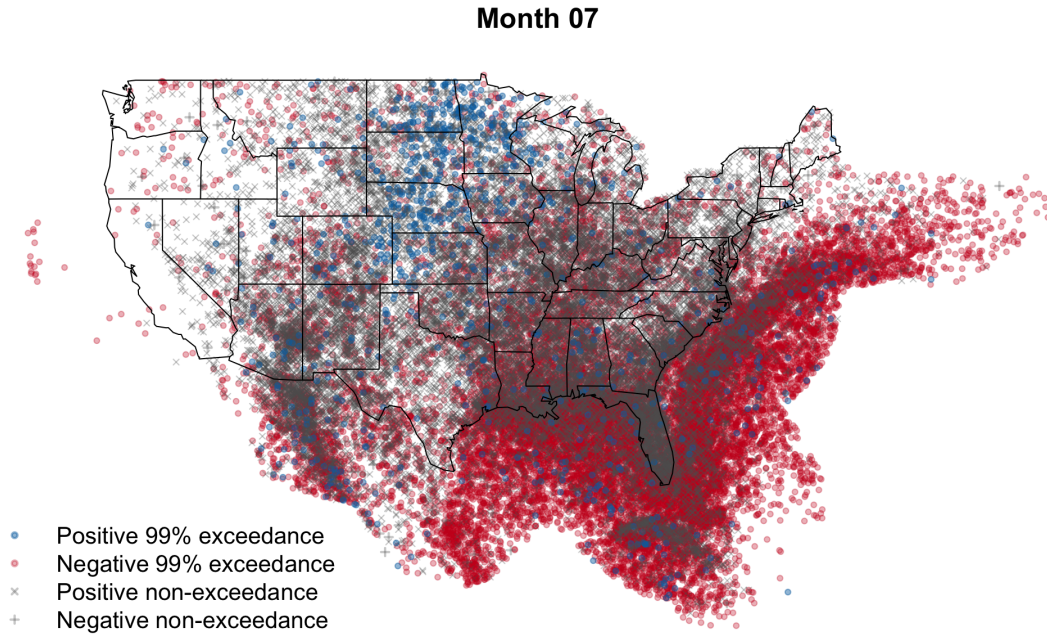 Month 07
Positive 99% exceedance
Negative 99% exceedance
Positive non-exceedance
Negative non-exceedance